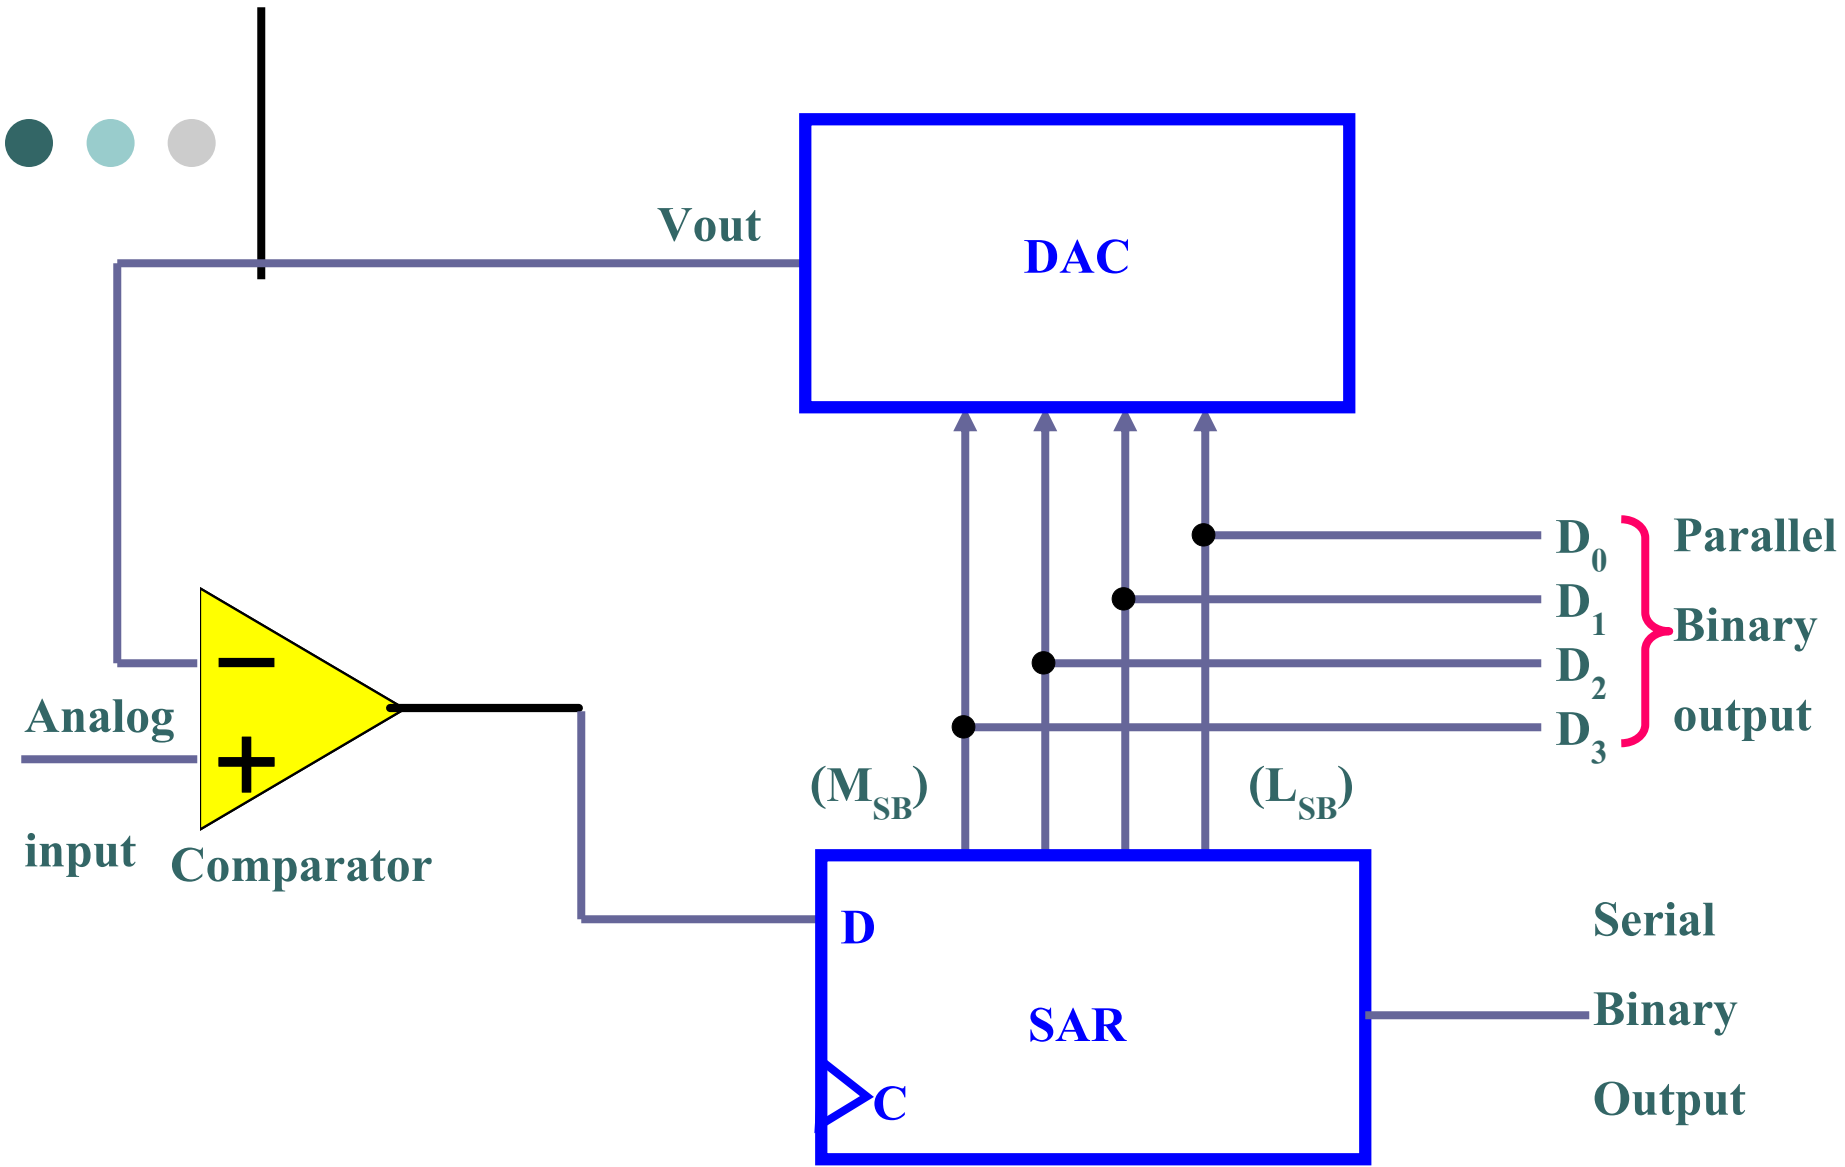 Vout
DAC
D0
D1
D2
D3
Parallel
Binary
output
−
+
Analog
input
Comparator
(MSB)
(LSB)
D
SAR
C
Serial
Binary
Output